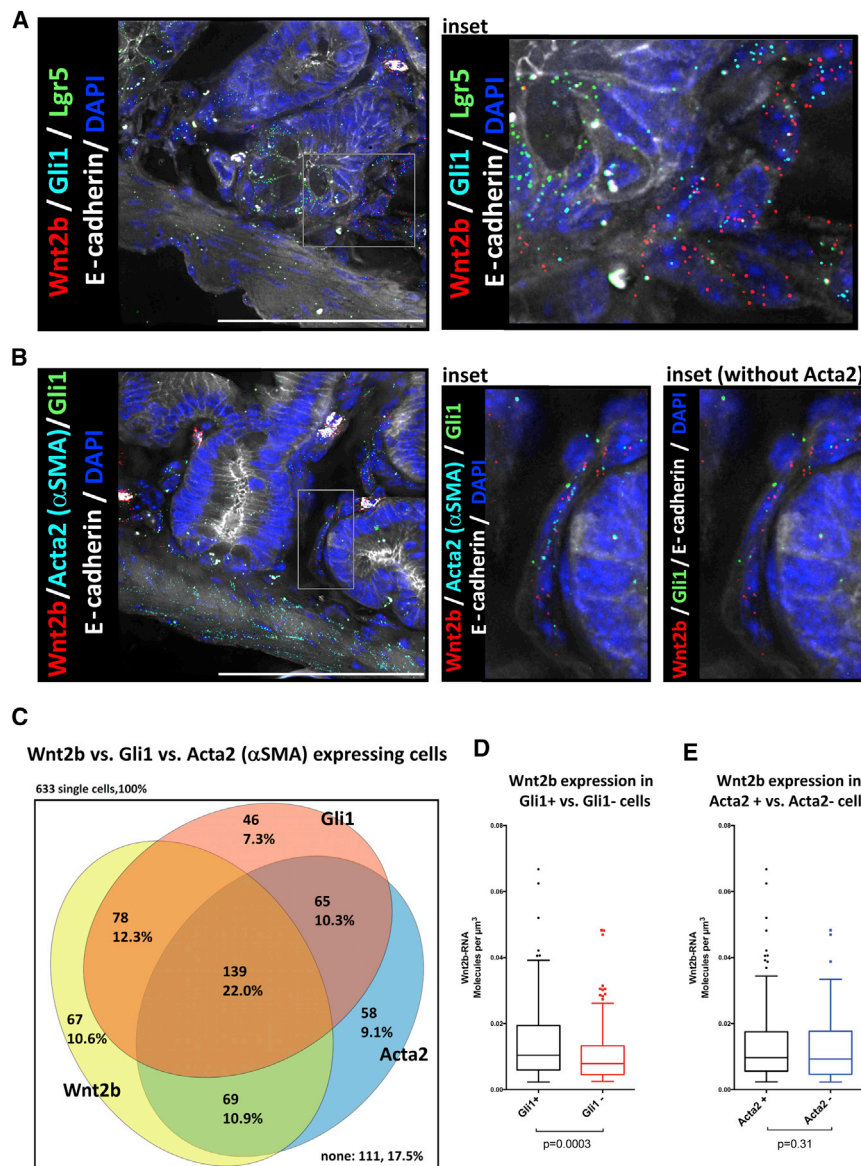 A
Wnt2b / Gli1 / Lgr5
E-cadherin / DAPI
inset
Wnt2b / Gli1 / Lgr5
E-cadherin / DAPI
B
Wnt2b/Acta2 (αSMA)/Gli1
E-cadherin / DAPI
inset
Wnt2b/ Acta2 (αSMA) / Gli1
E-cadherin / DAPI
inset (without Acta2)
Wnt2b / Gli1/ E-cadherin / DAPI
C
Wnt2b vs. Gli1 vs. Acta2 (αSMA) expressing cells
633 single cells,100%
46
7.3%
Gli1
78
12.3%
65
10.3%
139
22.0%
67
10.6%
58
9.1%
Wnt2b
Acta2
69
10.9%
none: 111, 17.5%
D
Wnt2b expression in
Gli1+ vs. Gli1- cells
Wnt2b-RNA
Molecules per μm³
0.08
0.06
0.04
0.02
0.00
Gli1+
Gli1 -
p=0.0003
E
Wnt2b expression in
Acta2 + vs. Acta2- cell
Wnt2b-RNA
Molecules per μm³
0.08
0.06
0.04
0.02
0.00
Acta2 +
Acta2 -
p=0.31